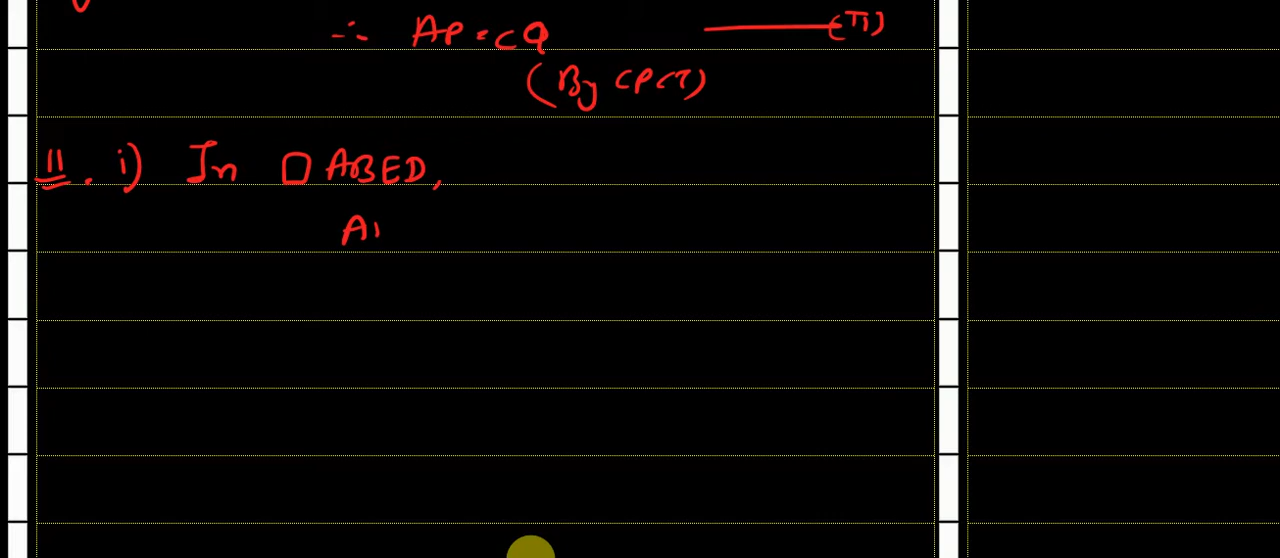 ∴ AP = CQ ———(ii)
(By CPCT)
11. i) In □ ABED,
A